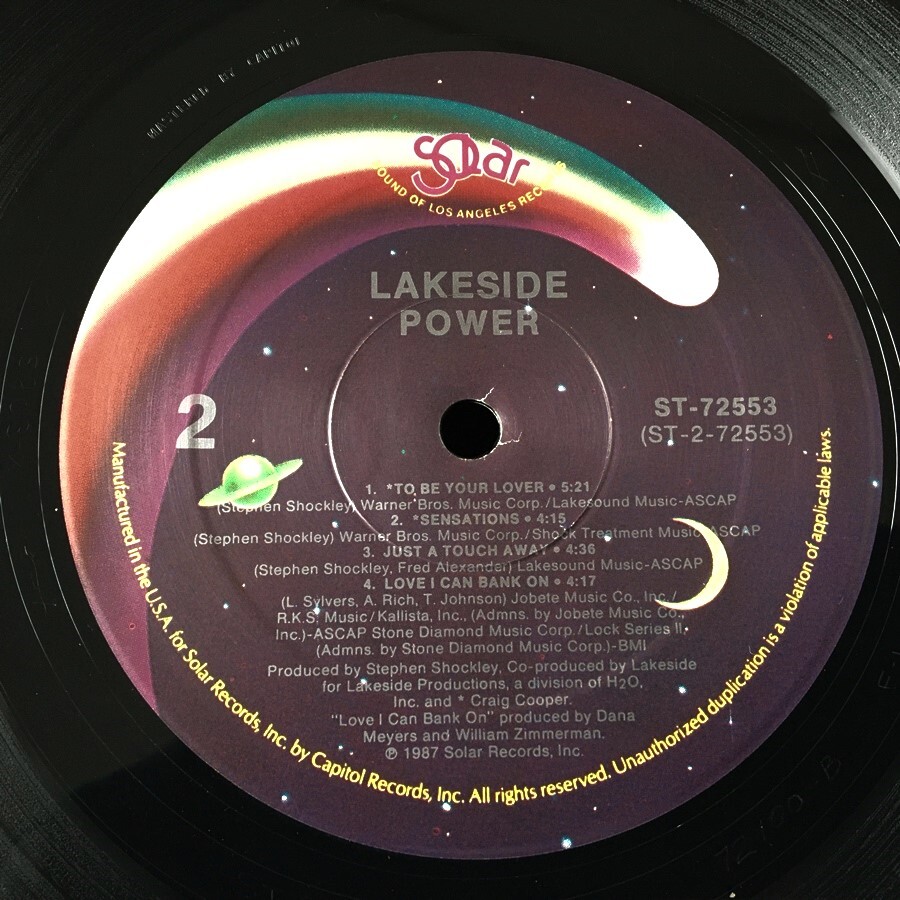 MASTERED BY CAPITOL
solar
SOUND OF LOS ANGELES RECORDS
LAKESIDE
POWER
2
ST-72553
(ST-2-72553)
1. *TO BE YOUR LOVER • 5:21
(Stephen Shockley) Warner Bros. Music Corp./Lakesound Music-ASCAP
2. *SENSATIONS • 4:15
(Stephen Shockley) Warner Bros. Music Corp./Shock Treatment Music-ASCAP
3. JUST A TOUCH AWAY • 4:36
(Stephen Shockley, Fred Alexander) Lakesound Music-ASCAP
4. LOVE I CAN BANK ON • 4:17
(L. Sylvers, A. Rich, T. Johnson) Jobete Music Co., Inc./
R.K.S. Music/Kallista, Inc., (Admns. by Jobete Music Co.,
Inc.)-ASCAP Stone Diamond Music Corp./Lock Series II,
(Admns. by Stone Diamond Music Corp.)-BMI
Produced by Stephen Shockley, Co-produced by Lakeside
for Lakeside Productions, a division of H2O,
Inc. and * Craig Cooper.
"Love I Can Bank On" produced by Dana
Meyers and William Zimmerman.
℗ 1987 Solar Records, Inc.
Manufactured in the U.S.A. for Solar Records, Inc. by Capitol Records, Inc. All rights reserved. Unauthorized duplication is a violation of applicable laws.